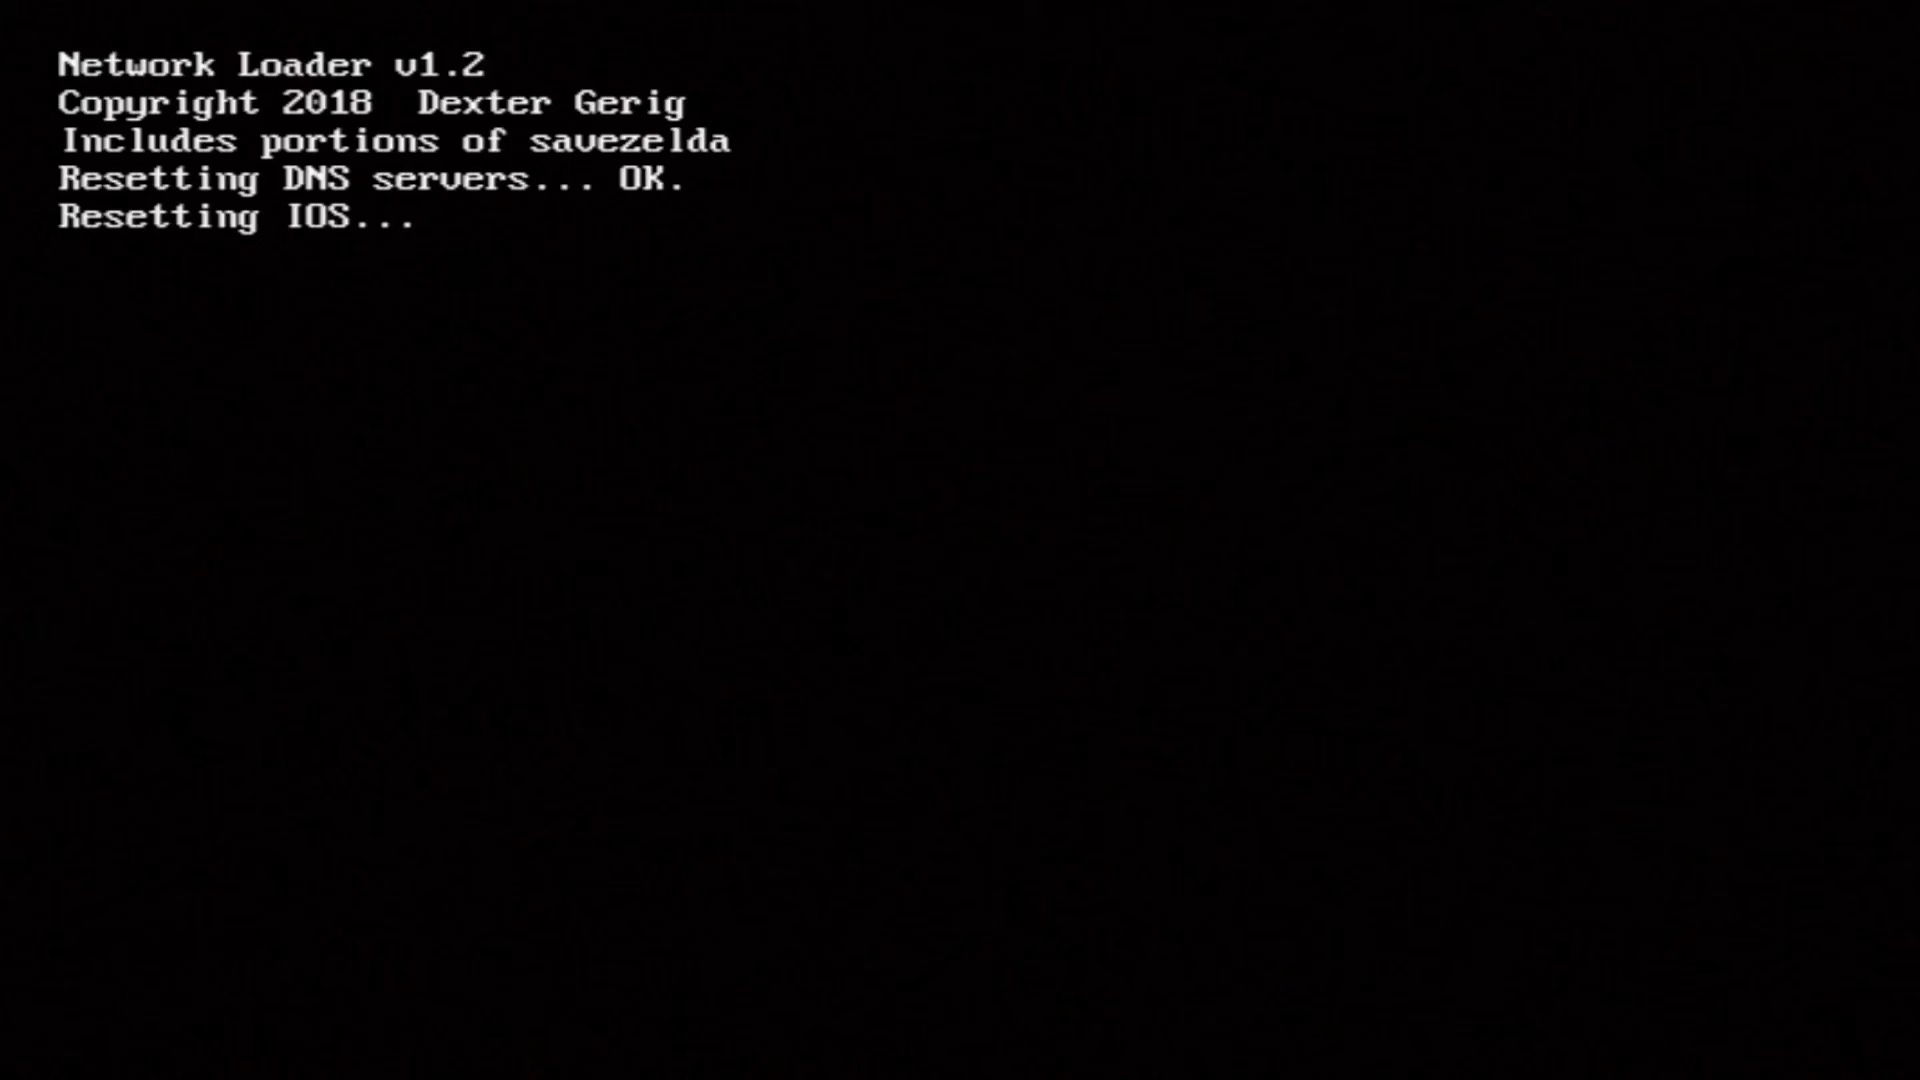 Network Loader v1.2
Copyright 2018  Dexter Gerig
Includes portions of savezelda
Resetting DNS servers... OK.
Resetting IOS...